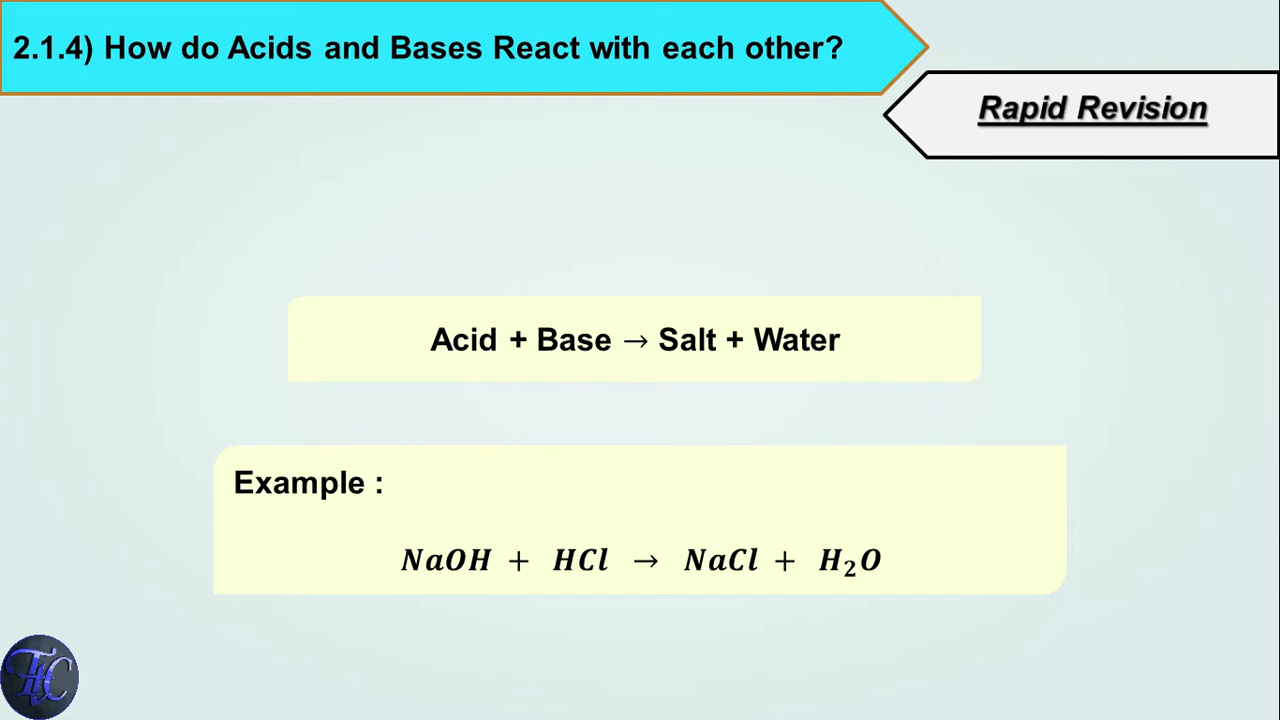 2.1.4) How do Acids and Bases React with each other?
Rapid Revision
Acid + Base → Salt + Water
Example :
NaOH + HCl → NaCl + H₂O